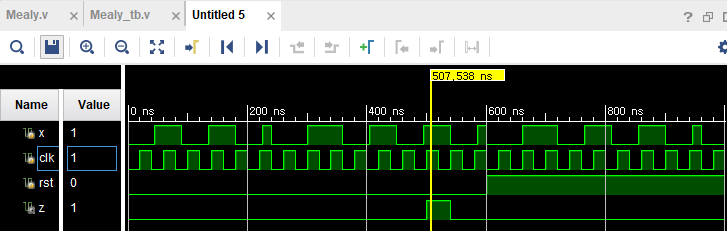 Mealy.v × Mealy_tb.v × Untitled 5 ×
? 
507,538 ns
Name Value
0 ns 200 ns 400 ns 600 ns 800 ns
x 1
clk 1
rst 0
z 1